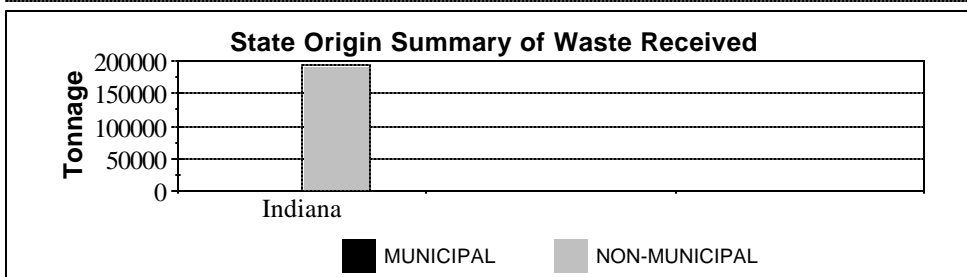 State Origin Summary of Waste Received
Tonnage
200000
150000
100000
50000
0
Indiana
MUNICIPAL NON-MUNICIPAL